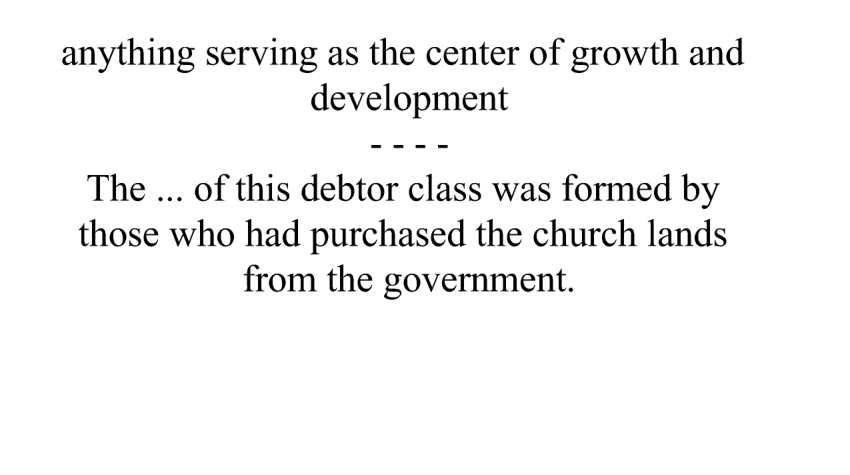 anything serving as the center of growth and
development
- - - -
The ... of this debtor class was formed by
those who had purchased the church lands
from the government.